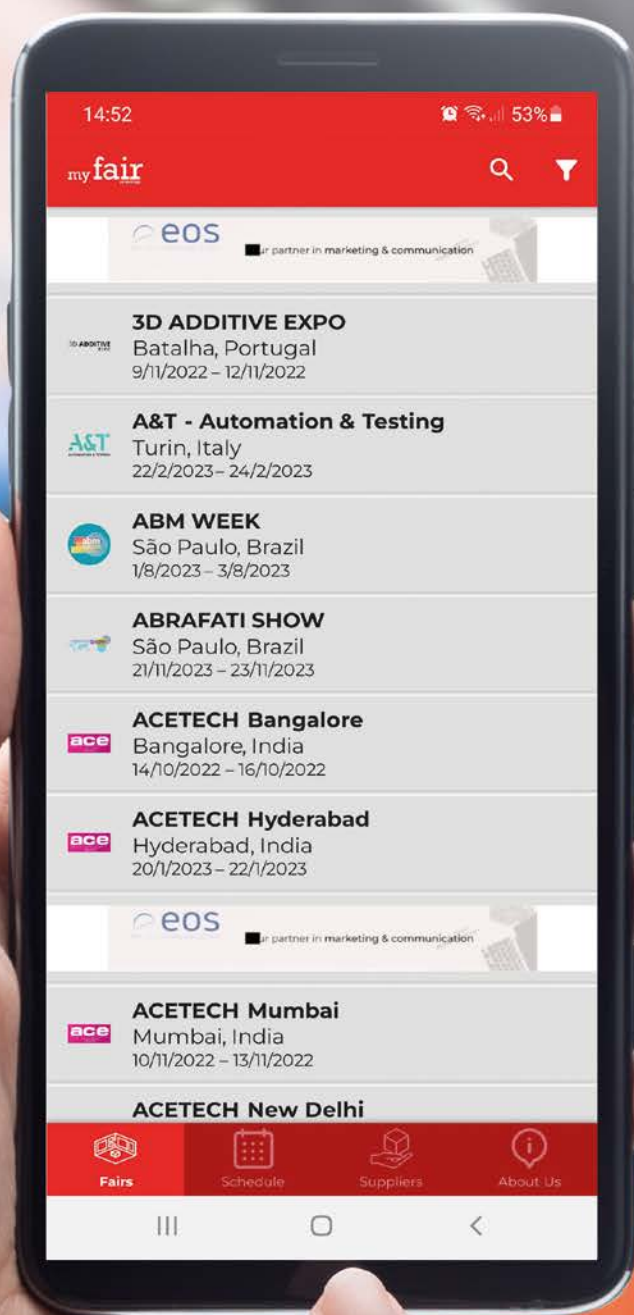 14:52
53%
my fair
eos
ur partner in marketing & communication
3D ADDITIVE EXPO
3D ADDITIVE
Batalha, Portugal
9/11/2022 – 12/11/2022
A&T - Automation & Testing
A&T
Turin, Italy
22/2/2023 – 24/2/2023
ABM WEEK
São Paulo, Brazil
1/8/2023 – 3/8/2023
ABRAFATI SHOW
São Paulo, Brazil
21/11/2023 – 23/11/2023
ACETECH Bangalore
ace
Bangalore, India
14/10/2022 – 16/10/2022
ACETECH Hyderabad
ace
Hyderabad, India
20/1/2023 – 22/1/2023
eos
ur partner in marketing & communication
ACETECH Mumbai
ace
Mumbai, India
10/11/2022 – 13/11/2022
ACETECH New Delhi
Fairs
Schedule
Suppliers
About Us